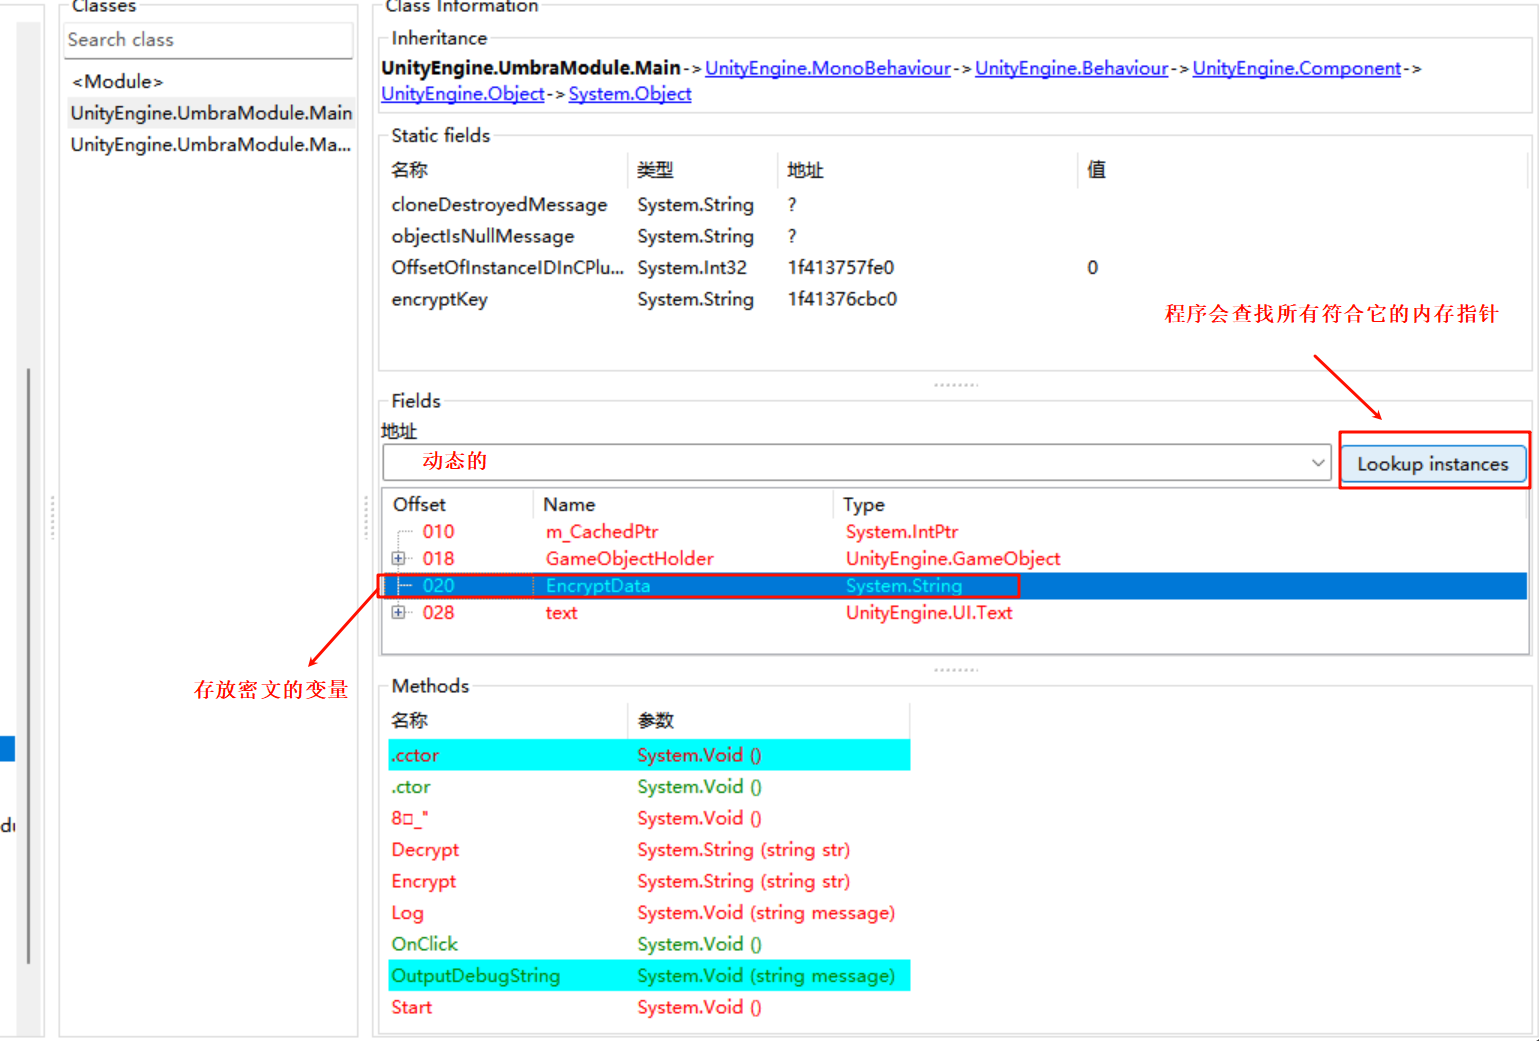 Classes
Search class
<Module>
UnityEngine.UmbraModule.Main
UnityEngine.UmbraModule.Ma...
Class Information
Inheritance
UnityEngine.UmbraModule.Main->UnityEngine.MonoBehaviour->UnityEngine.Behaviour->UnityEngine.Component->
UnityEngine.Object->System.Object
Static fields
名称 类型 地址 值
cloneDestroyedMessage System.String ?
objectIsNullMessage System.String ?
OffsetOfInstanceIDInCPlu... System.Int32 1f413757fe0 0
encryptKey System.String 1f41376cbc0
程序会查找所有符合它的内存指针
Fields
地址
动态的
Lookup instances
Offset Name Type
010 m_CachedPtr System.IntPtr
018 GameObjectHolder UnityEngine.GameObject
020 EncryptData System.String
028 text UnityEngine.UI.Text
存放密文的变量
Methods
名称 参数
.cctor System.Void ()
.ctor System.Void ()
8□_" System.Void ()
Decrypt System.String (string str)
Encrypt System.String (string str)
Log System.Void (string message)
OnClick System.Void ()
OutputDebugString System.Void (string message)
Start System.Void ()